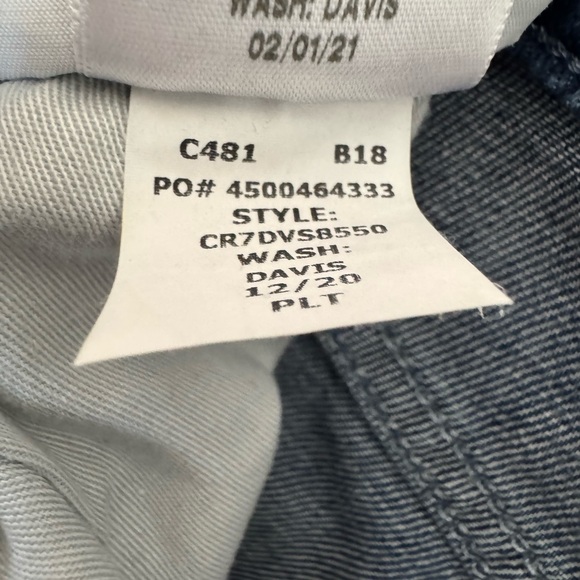 WASH: DAVIS
02/01/21
C481 B18
PO# 4500464333
STYLE:
CR7DVS8550
WASH:
DAVIS
12/20
PLT